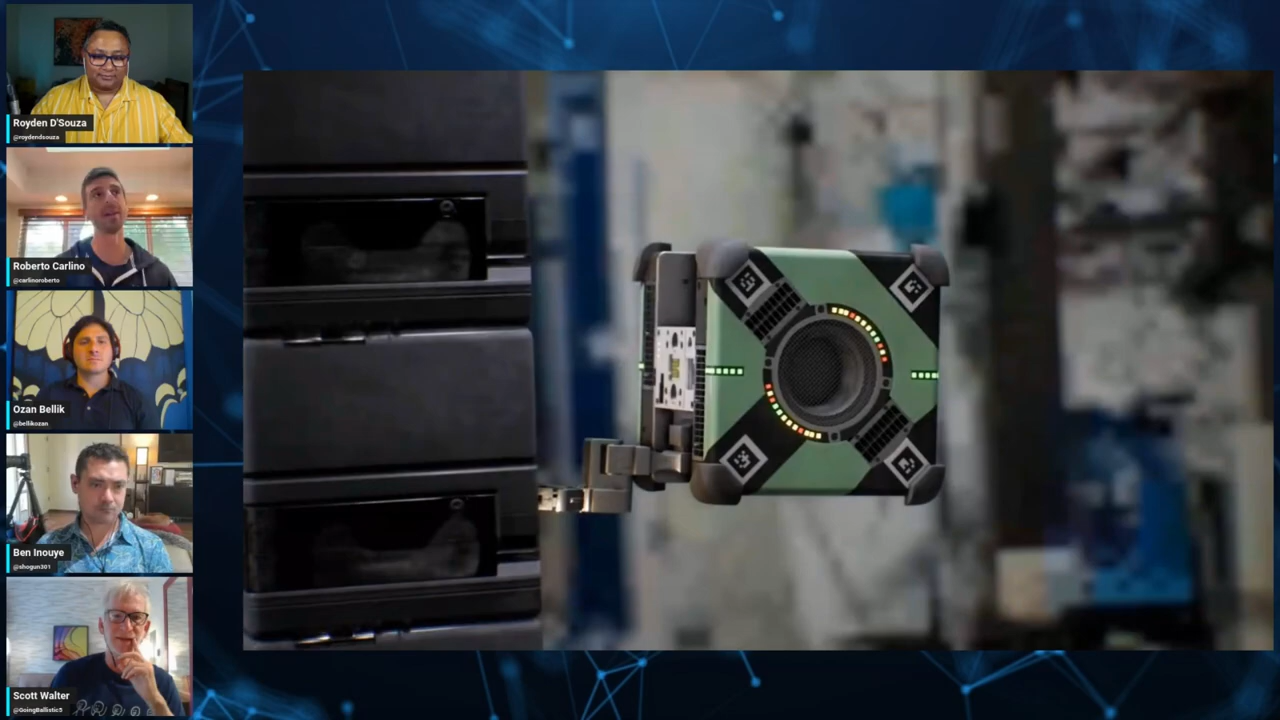 Royden D'Souza
@roydendsouza
Roberto Carlino
@carlinoroberto
Ozan Bellik
@bellikozan
Ben Inouye
@shogun301
Scott Walter
@GoingBallistic5